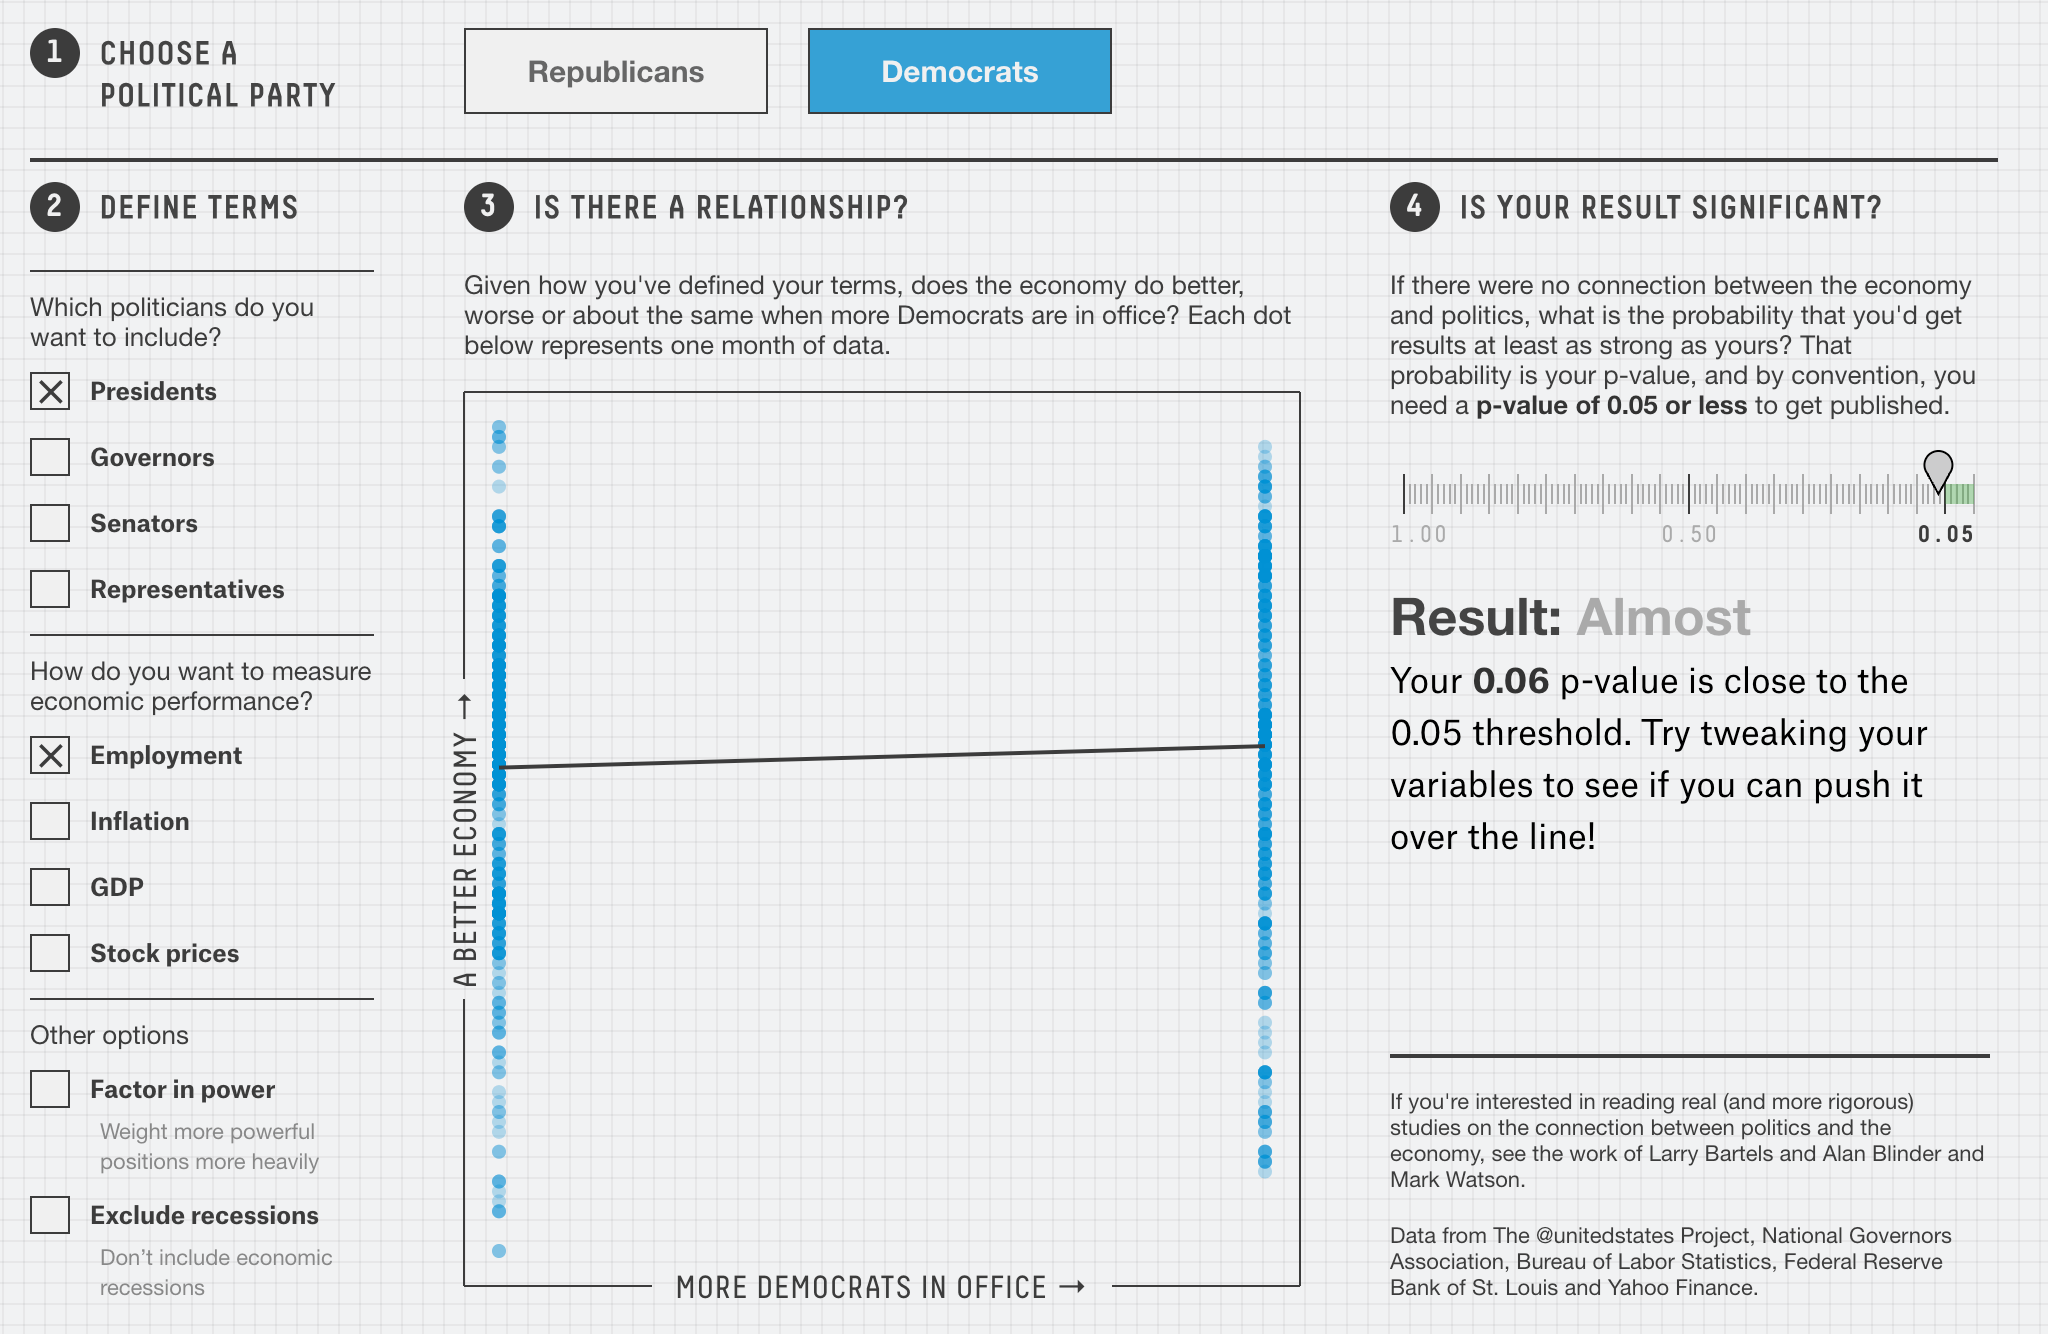 1 CHOOSE A
POLITICAL PARTY
Republicans
Democrats
2 DEFINE TERMS
Which politicians do you
want to include?
Presidents
Governors
Senators
Representatives
How do you want to measure
economic performance?
Employment
Inflation
GDP
Stock prices
Other options
Factor in power
Weight more powerful
positions more heavily
Exclude recessions
Don’t include economic
recessions
3 IS THERE A RELATIONSHIP?
Given how you've defined your terms, does the economy do better,
worse or about the same when more Democrats are in office? Each dot
below represents one month of data.
A BETTER ECONOMY →
MORE DEMOCRATS IN OFFICE →
4 IS YOUR RESULT SIGNIFICANT?
If there were no connection between the economy
and politics, what is the probability that you'd get
results at least as strong as yours? That
probability is your p-value, and by convention, you
need a p-value of 0.05 or less to get published.
1.00 0.50 0.05
Result: Almost
Your 0.06 p-value is close to the
0.05 threshold. Try tweaking your
variables to see if you can push it
over the line!
If you're interested in reading real (and more rigorous)
studies on the connection between politics and the
economy, see the work of Larry Bartels and Alan Blinder and
Mark Watson.
Data from The @unitedstates Project, National Governors
Association, Bureau of Labor Statistics, Federal Reserve
Bank of St. Louis and Yahoo Finance.